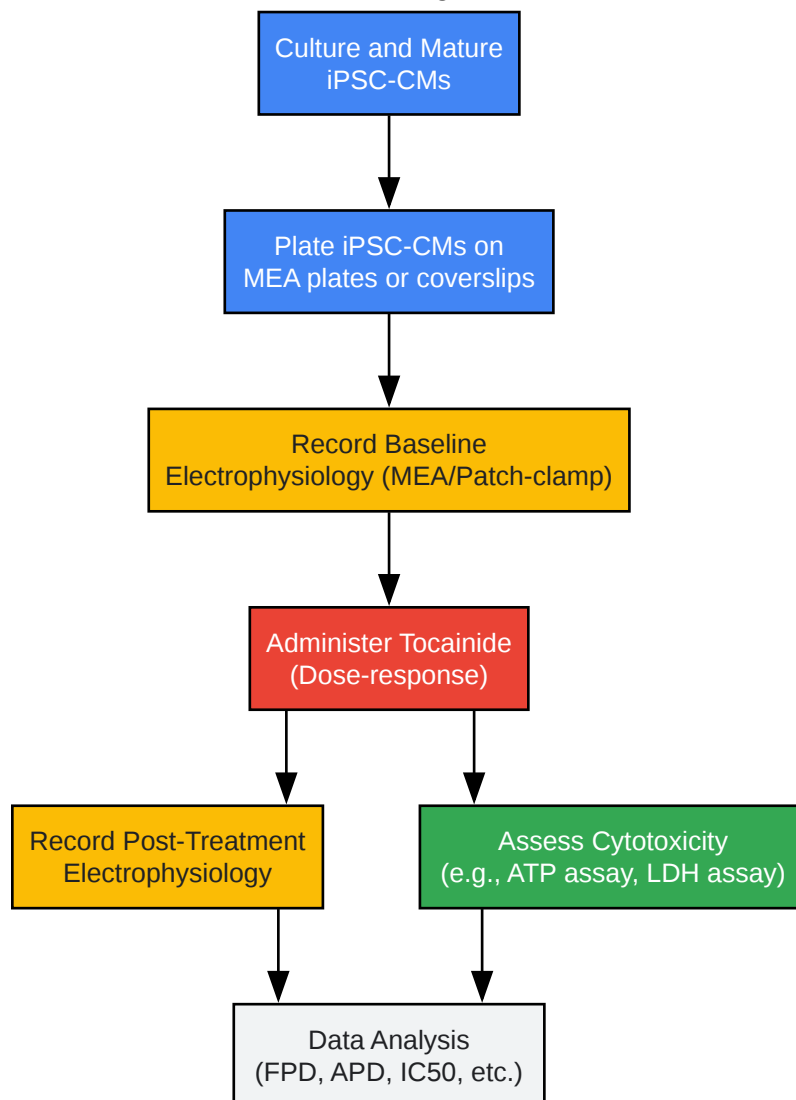 Culture and Mature
iPSC-CMs
Plate iPSC-CMs on
MEA plates or coverslips
Record Baseline
Electrophysiology (MEA/Patch-clamp)
Administer Tocainide
(Dose-response)
Record Post-Treatment
Electrophysiology
Assess Cytotoxicity
(e.g., ATP assay, LDH assay)
Data Analysis
(FPD, APD, IC50, etc.)